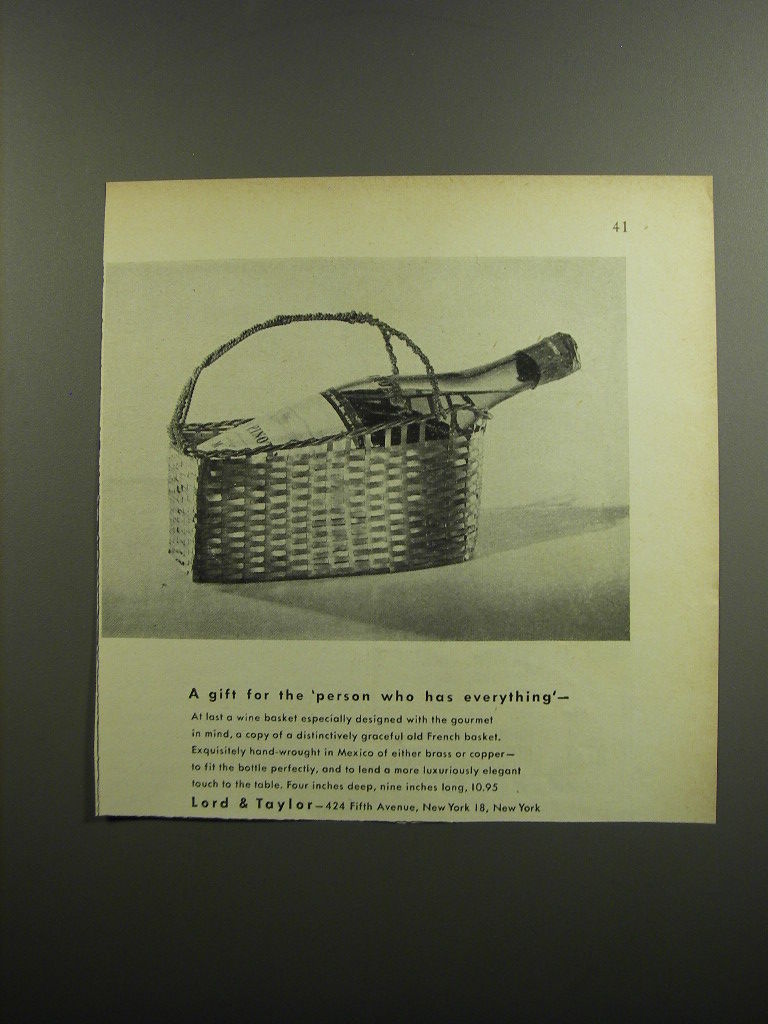 41
PINOT
A gift for the 'person who has everything'—
At last a wine basket especially designed with the gourmet
in mind, a copy of a distinctively graceful old French basket.
Exquisitely hand-wrought in Mexico of either brass or copper—
to fit the bottle perfectly, and to lend a more luxuriously elegant
touch to the table. Four inches deep, nine inches long, 10.95
Lord & Taylor—424 Fifth Avenue, New York 18, New York